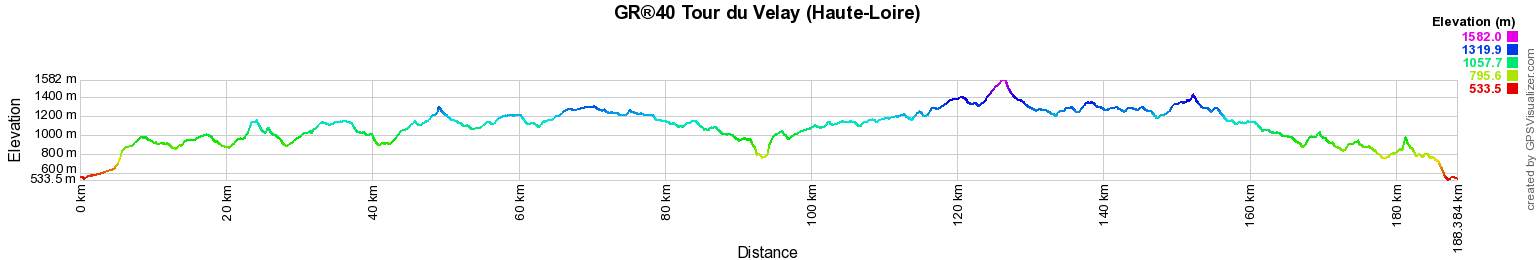 GR®40 Tour du Velay (Haute-Loire)
Elevation (m)
1582.0
1319.9
1057.7
795.6
533.5
Elevation
1582 m
1400 m
1200 m
1000 m
800 m
600 m
533.5 m
0 km
20 km
40 km
60 km
80 km
100 km
120 km
140 km
160 km
180 km
188.384 km
Distance
created by GPSVisualizer.com